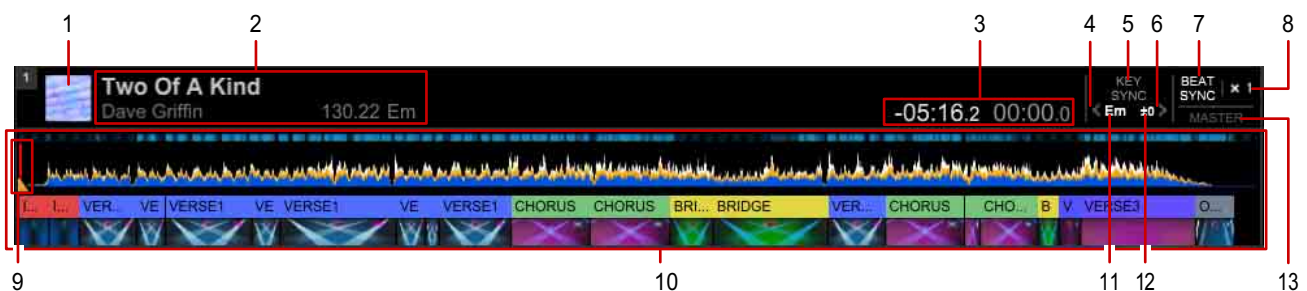 1 2 3 4 5 6 7 8
1 Two Of A Kind KEY BEAT × 1
SYNC SYNC
Dave Griffin 130.22 Em -05:16.2 00:00.0 < Em ±0 > MASTER
I... I... VER... VE VERSE1 VE VERSE1 VE VERSE1 CHORUS CHORUS BRI... BRIDGE VER... CHORUS CHO... B V. VERSE3 O...
9 10 11 12 13